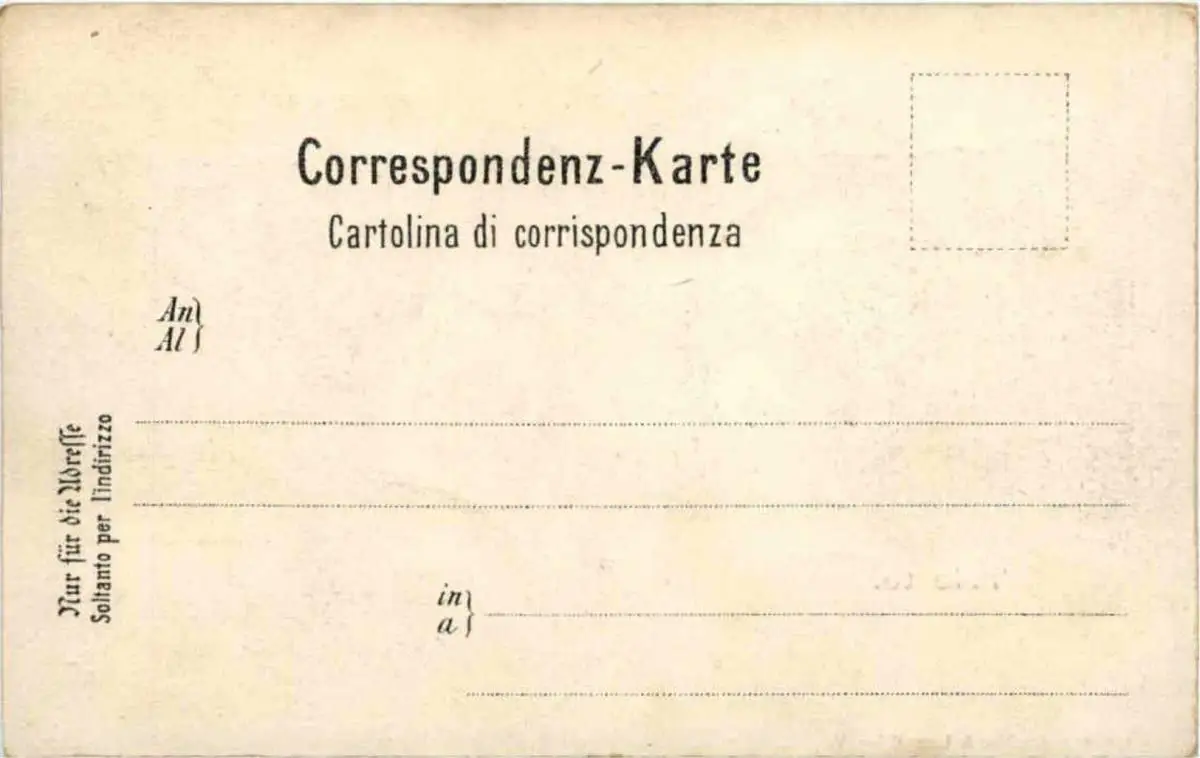 Correspondenz-Karte
Cartolina di corrispondenza
An
Al
Nur für die Adresse
Soltanto per l'indirizzo
in
a